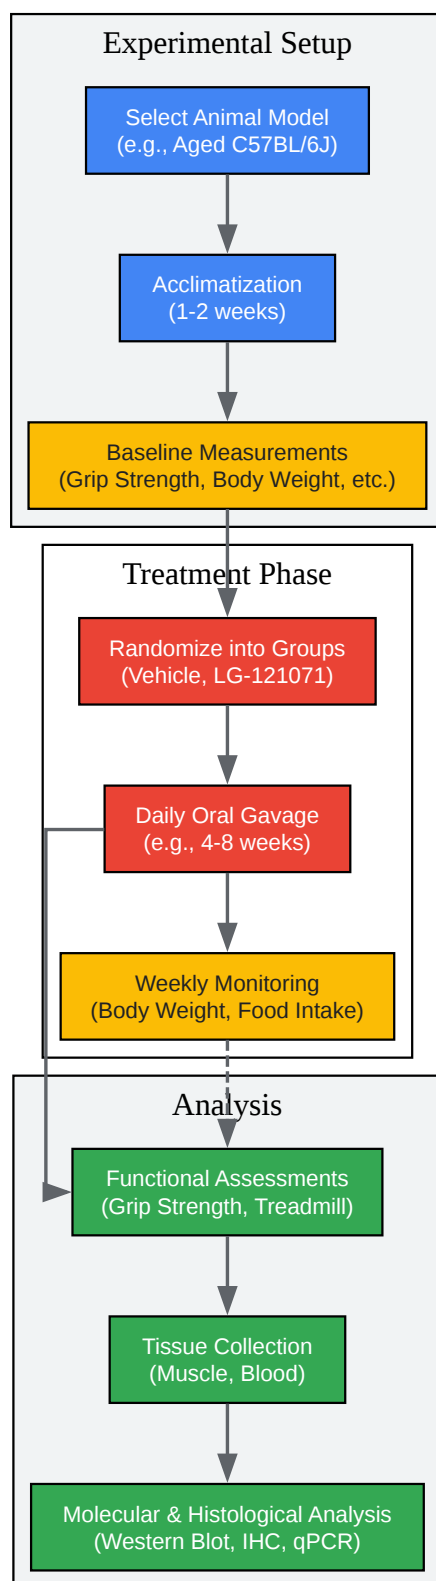 Experimental Setup
Select Animal Model
(e.g., Aged C57BL/6J)
Acclimatization
(1-2 weeks)
Baseline Measurements
(Grip Strength, Body Weight, etc.)
Treatment Phase
Randomize into Groups
(Vehicle, LG-121071)
Daily Oral Gavage
(e.g., 4-8 weeks)
Weekly Monitoring
(Body Weight, Food Intake)
Analysis
Functional Assessments
(Grip Strength, Treadmill)
Tissue Collection
(Muscle, Blood)
Molecular & Histological Analysis
(Western Blot, IHC, qPCR)